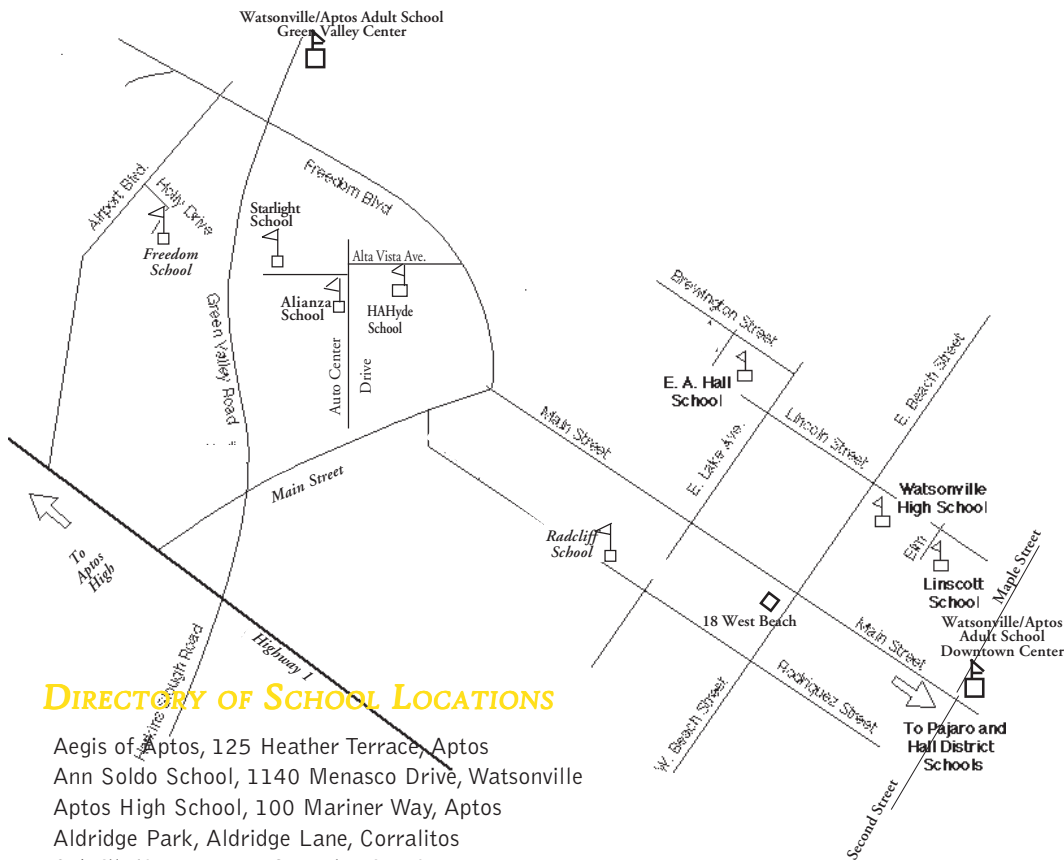 Watsonville/Aptos Adult School
Green Valley Center
Airport Blvd.
Holly Drive
Freedom Blvd
Starlight
School
Freedom
School
Alta Vista Ave.
Green Valley Road
Alianza
School
HAHyde
School
Auto Center
Drive
Brewington Street
E. A. Hall
School
E. Beach Street
Main Street
Lincoln Street
E. Lake Ave.
Main Street
Watsonville
High School
Radcliff
School
Elm
To
Aptos
High
Linscott
School
Maple Street
18 West Beach
Watsonville/Aptos
Adult School
Downtown Center
Main Street
Highway 1
Rodriguez Street
W. Beach Street
To Pajaro and
Hall District
Schools
Second Street
Harkins Slough Road
DIRECTORY OF SCHOOL LOCATIONS
Aegis of Aptos, 125 Heather Terrace, Aptos
Ann Soldo School, 1140 Menasco Drive, Watsonville
Aptos High School, 100 Mariner Way, Aptos
Aldridge Park, Aldridge Lane, Corralitos